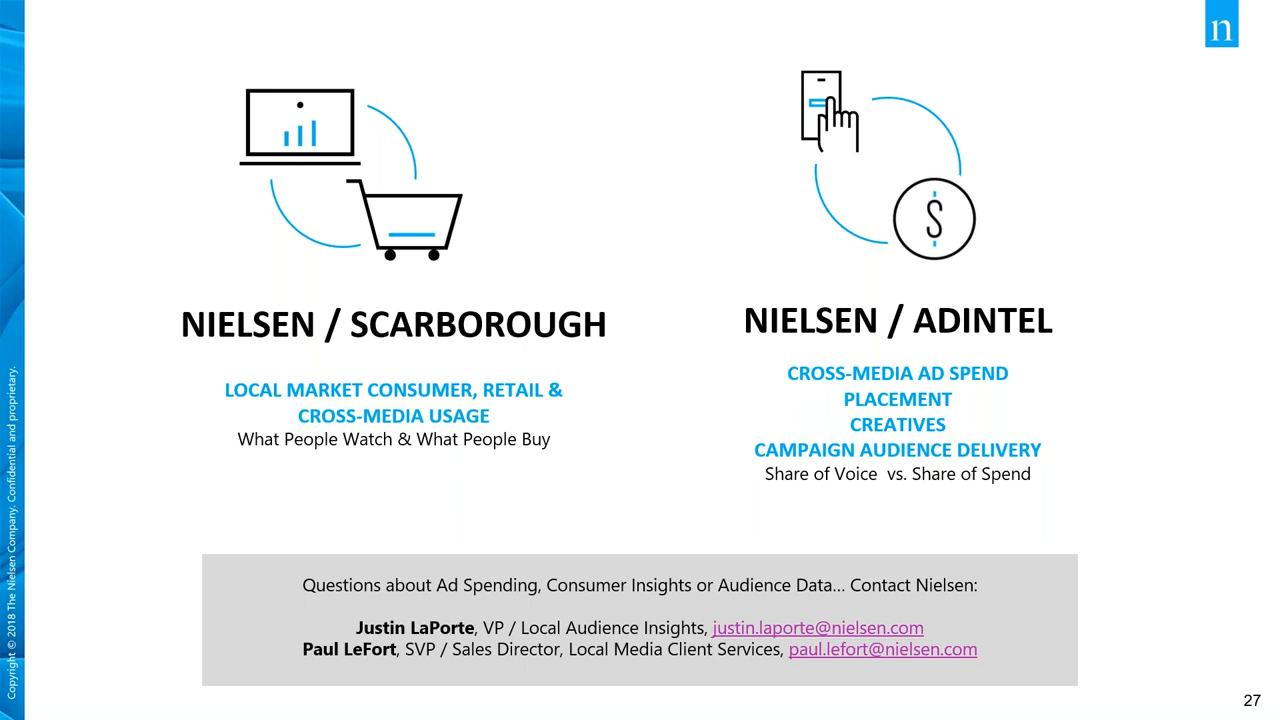 n
NIELSEN / SCARBOROUGH
LOCAL MARKET CONSUMER, RETAIL &
CROSS-MEDIA USAGE
What People Watch & What People Buy
NIELSEN / ADINTEL
CROSS-MEDIA AD SPEND
PLACEMENT
CREATIVES
CAMPAIGN AUDIENCE DELIVERY
Share of Voice vs. Share of Spend
Questions about Ad Spending, Consumer Insights or Audience Data... Contact Nielsen:
Justin LaPorte, VP / Local Audience Insights, justin.laporte@nielsen.com
Paul LeFort, SVP / Sales Director, Local Media Client Services, paul.lefort@nielsen.com
Copyright © 2018 The Nielsen Company. Confidential and proprietary.
27